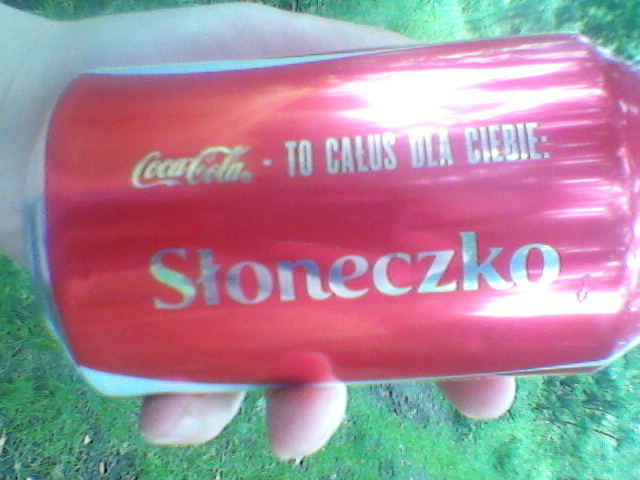 Coca-Cola - TO CAŁUS DLA CIEBIE:
Słoneczko